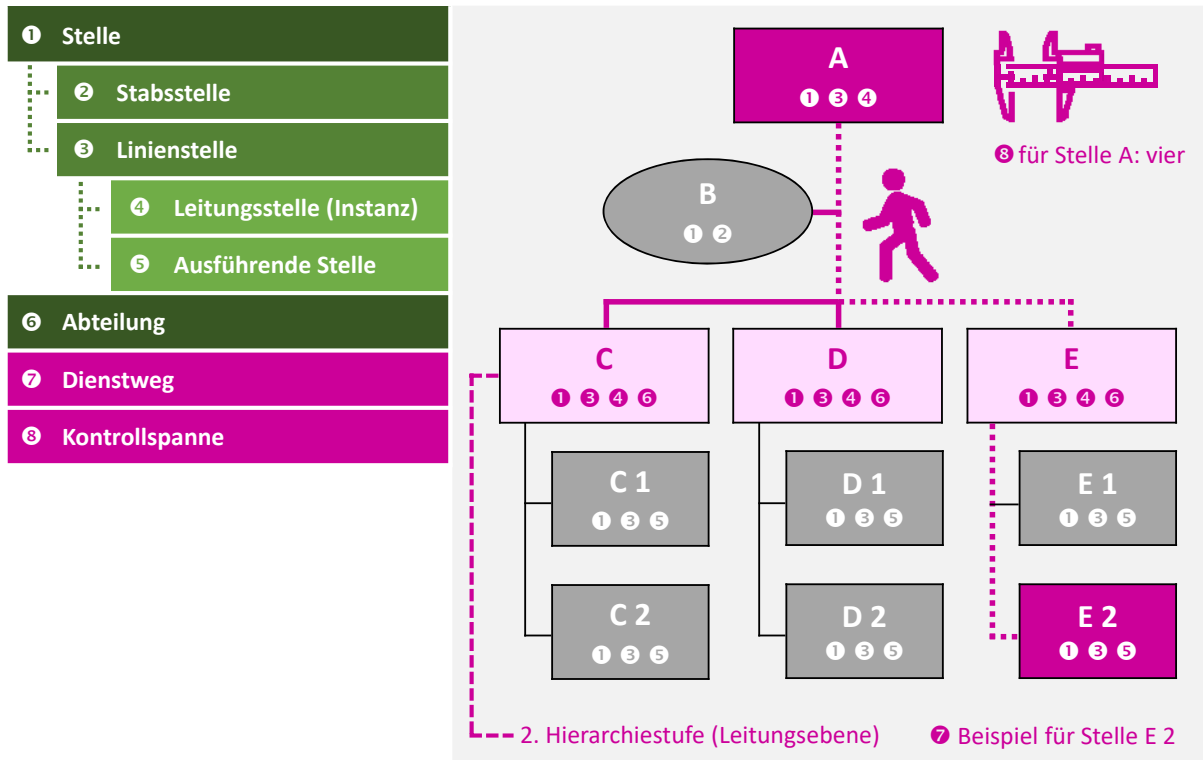 ❶ Stelle
❷ Stabsstelle
❸ Linienstelle
❹ Leitungsstelle (Instanz)
❺ Ausführende Stelle
❻ Abteilung
❼ Dienstweg
❽ Kontrollspanne
A
❶ ❸ ❹
❽ für Stelle A: vier
B
❶ ❷
C
❶ ❸ ❹ ❻
D
❶ ❸ ❹ ❻
E
❶ ❸ ❹ ❻
C 1
❶ ❸ ❺
D 1
❶ ❸ ❺
E 1
❶ ❸ ❺
C 2
❶ ❸ ❺
D 2
❶ ❸ ❺
E 2
❶ ❸ ❺
2. Hierarchiestufe (Leitungsebene)
❼ Beispiel für Stelle E 2